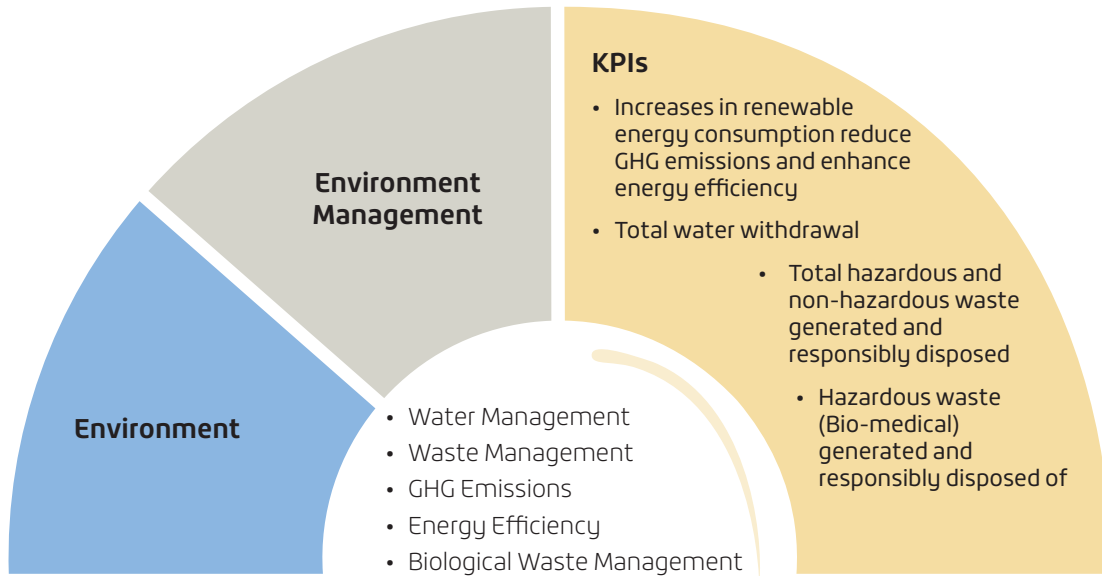 Environment
Environment
Management
KPIs
• Increases in renewable
energy consumption reduce
GHG emissions and enhance
energy efficiency
• Total water withdrawal
• Total hazardous and
non-hazardous waste
generated and
responsibly disposed
• Hazardous waste
(Bio-medical)
generated and
responsibly disposed of
• Water Management
• Waste Management
• GHG Emissions
• Energy Efficiency
• Biological Waste Management